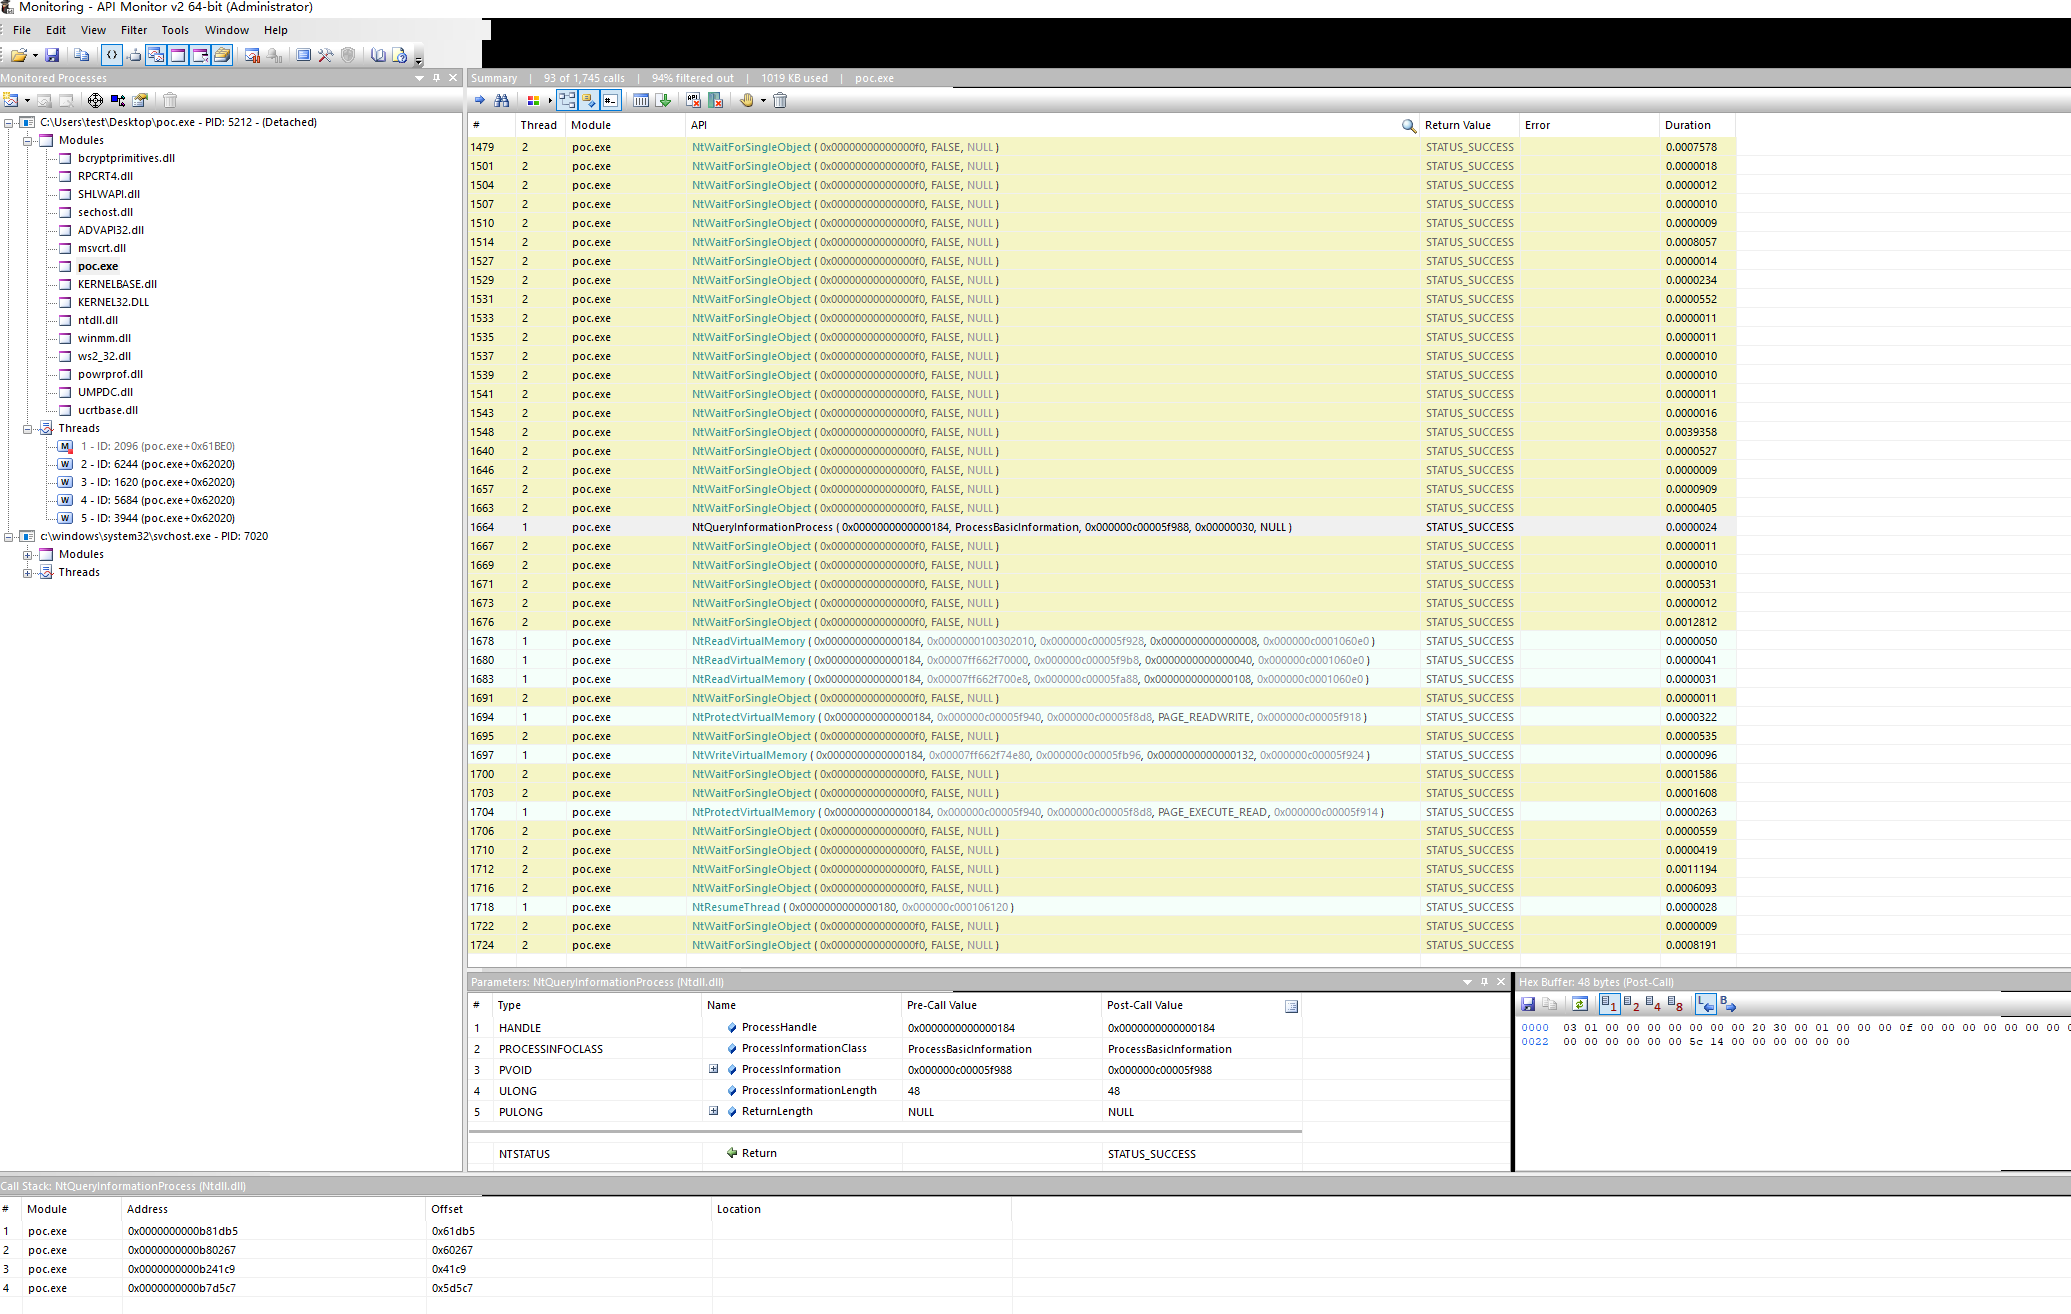 Monitoring - API Monitor v2 64-bit (Administrator)
File Edit View Filter Tools Window Help
Monitored Processes
C:\Users\test\Desktop\poc.exe - PID: 5212 - (Detached)
Modules
bcryptprimitives.dll
RPCRT4.dll
SHLWAPI.dll
sechost.dll
ADVAPI32.dll
msvcrt.dll
poc.exe
KERNELBASE.dll
KERNEL32.DLL
ntdll.dll
winmm.dll
ws2_32.dll
powrprof.dll
UMPDC.dll
ucrtbase.dll
Threads
1 - ID: 2096 (poc.exe+0x61BE0)
2 - ID: 6244 (poc.exe+0x62020)
3 - ID: 1620 (poc.exe+0x62020)
4 - ID: 5684 (poc.exe+0x62020)
5 - ID: 3944 (poc.exe+0x62020)
c:\windows\system32\svchost.exe - PID: 7020
Modules
Threads
Summary | 93 of 1,745 calls | 94% filtered out | 1019 KB used | poc.exe
# Thread Module API Return Value Error Duration
1479 2 poc.exe NtWaitForSingleObject ( 0x00000000000000f0, FALSE, NULL ) STATUS_SUCCESS 0.0007578
1501 2 poc.exe NtWaitForSingleObject ( 0x00000000000000f0, FALSE, NULL ) STATUS_SUCCESS 0.0000018
1504 2 poc.exe NtWaitForSingleObject ( 0x00000000000000f0, FALSE, NULL ) STATUS_SUCCESS 0.0000012
1507 2 poc.exe NtWaitForSingleObject ( 0x00000000000000f0, FALSE, NULL ) STATUS_SUCCESS 0.0000010
1510 2 poc.exe NtWaitForSingleObject ( 0x00000000000000f0, FALSE, NULL ) STATUS_SUCCESS 0.0000009
1514 2 poc.exe NtWaitForSingleObject ( 0x00000000000000f0, FALSE, NULL ) STATUS_SUCCESS 0.0008057
1527 2 poc.exe NtWaitForSingleObject ( 0x00000000000000f0, FALSE, NULL ) STATUS_SUCCESS 0.0000014
1529 2 poc.exe NtWaitForSingleObject ( 0x00000000000000f0, FALSE, NULL ) STATUS_SUCCESS 0.0000234
1531 2 poc.exe NtWaitForSingleObject ( 0x00000000000000f0, FALSE, NULL ) STATUS_SUCCESS 0.0000552
1533 2 poc.exe NtWaitForSingleObject ( 0x00000000000000f0, FALSE, NULL ) STATUS_SUCCESS 0.0000011
1535 2 poc.exe NtWaitForSingleObject ( 0x00000000000000f0, FALSE, NULL ) STATUS_SUCCESS 0.0000011
1537 2 poc.exe NtWaitForSingleObject ( 0x00000000000000f0, FALSE, NULL ) STATUS_SUCCESS 0.0000010
1539 2 poc.exe NtWaitForSingleObject ( 0x00000000000000f0, FALSE, NULL ) STATUS_SUCCESS 0.0000010
1541 2 poc.exe NtWaitForSingleObject ( 0x00000000000000f0, FALSE, NULL ) STATUS_SUCCESS 0.0000011
1543 2 poc.exe NtWaitForSingleObject ( 0x00000000000000f0, FALSE, NULL ) STATUS_SUCCESS 0.0000016
1548 2 poc.exe NtWaitForSingleObject ( 0x00000000000000f0, FALSE, NULL ) STATUS_SUCCESS 0.0039358
1640 2 poc.exe NtWaitForSingleObject ( 0x00000000000000f0, FALSE, NULL ) STATUS_SUCCESS 0.0000527
1646 2 poc.exe NtWaitForSingleObject ( 0x00000000000000f0, FALSE, NULL ) STATUS_SUCCESS 0.0000009
1657 2 poc.exe NtWaitForSingleObject ( 0x00000000000000f0, FALSE, NULL ) STATUS_SUCCESS 0.0000909
1663 2 poc.exe NtWaitForSingleObject ( 0x00000000000000f0, FALSE, NULL ) STATUS_SUCCESS 0.0000405
1664 1 poc.exe NtQueryInformationProcess ( 0x0000000000000184, ProcessBasicInformation, 0x000000c00005f988, 0x00000030, NULL ) STATUS_SUCCESS 0.0000024
1667 2 poc.exe NtWaitForSingleObject ( 0x00000000000000f0, FALSE, NULL ) STATUS_SUCCESS 0.0000011
1669 2 poc.exe NtWaitForSingleObject ( 0x00000000000000f0, FALSE, NULL ) STATUS_SUCCESS 0.0000010
1671 2 poc.exe NtWaitForSingleObject ( 0x00000000000000f0, FALSE, NULL ) STATUS_SUCCESS 0.0000531
1673 2 poc.exe NtWaitForSingleObject ( 0x00000000000000f0, FALSE, NULL ) STATUS_SUCCESS 0.0000012
1676 2 poc.exe NtWaitForSingleObject ( 0x00000000000000f0, FALSE, NULL ) STATUS_SUCCESS 0.0012812
1678 1 poc.exe NtReadVirtualMemory ( 0x0000000000000184, 0x0000000100302010, 0x000000c00005f928, 0x0000000000000008, 0x000000c0001060e0 ) STATUS_SUCCESS 0.0000050
1680 1 poc.exe NtReadVirtualMemory ( 0x0000000000000184, 0x00007ff662f70000, 0x000000c00005f9b8, 0x0000000000000040, 0x000000c0001060e0 ) STATUS_SUCCESS 0.0000041
1683 1 poc.exe NtReadVirtualMemory ( 0x0000000000000184, 0x00007ff662f700e8, 0x000000c00005fa88, 0x0000000000000108, 0x000000c0001060e0 ) STATUS_SUCCESS 0.0000031
1691 2 poc.exe NtWaitForSingleObject ( 0x00000000000000f0, FALSE, NULL ) STATUS_SUCCESS 0.0000011
1694 1 poc.exe NtProtectVirtualMemory ( 0x0000000000000184, 0x000000c00005f940, 0x000000c00005f8d8, PAGE_READWRITE, 0x000000c00005f918 ) STATUS_SUCCESS 0.0000322
1695 2 poc.exe NtWaitForSingleObject ( 0x00000000000000f0, FALSE, NULL ) STATUS_SUCCESS 0.0000535
1697 1 poc.exe NtWriteVirtualMemory ( 0x0000000000000184, 0x00007ff662f74e80, 0x000000c00005fb96, 0x0000000000000132, 0x000000c00005f924 ) STATUS_SUCCESS 0.0000096
1700 2 poc.exe NtWaitForSingleObject ( 0x00000000000000f0, FALSE, NULL ) STATUS_SUCCESS 0.0001586
1703 2 poc.exe NtWaitForSingleObject ( 0x00000000000000f0, FALSE, NULL ) STATUS_SUCCESS 0.0001608
1704 1 poc.exe NtProtectVirtualMemory ( 0x0000000000000184, 0x000000c00005f940, 0x000000c00005f8d8, PAGE_EXECUTE_READ, 0x000000c00005f914 ) STATUS_SUCCESS 0.0000263
1706 2 poc.exe NtWaitForSingleObject ( 0x00000000000000f0, FALSE, NULL ) STATUS_SUCCESS 0.0000559
1710 2 poc.exe NtWaitForSingleObject ( 0x00000000000000f0, FALSE, NULL ) STATUS_SUCCESS 0.0000419
1712 2 poc.exe NtWaitForSingleObject ( 0x00000000000000f0, FALSE, NULL ) STATUS_SUCCESS 0.0011194
1716 2 poc.exe NtWaitForSingleObject ( 0x00000000000000f0, FALSE, NULL ) STATUS_SUCCESS 0.0006093
1718 1 poc.exe NtResumeThread ( 0x0000000000000180, 0x000000c000106120 ) STATUS_SUCCESS 0.0000028
1722 2 poc.exe NtWaitForSingleObject ( 0x00000000000000f0, FALSE, NULL ) STATUS_SUCCESS 0.0000009
1724 2 poc.exe NtWaitForSingleObject ( 0x00000000000000f0, FALSE, NULL ) STATUS_SUCCESS 0.0008191
Parameters: NtQueryInformationProcess (Ntdll.dll)
# Type Name Pre-Call Value Post-Call Value
1 HANDLE ProcessHandle 0x0000000000000184 0x0000000000000184
2 PROCESSINFOCLASS ProcessInformationClass ProcessBasicInformation ProcessBasicInformation
3 PVOID ProcessInformation 0x000000c00005f988 0x000000c00005f988
4 ULONG ProcessInformationLength 48 48
5 PULONG ReturnLength NULL NULL
NTSTATUS Return STATUS_SUCCESS
Hex Buffer: 48 bytes (Post-Call)
1 2 4 8 L B
0000 03 01 00 00 00 00 00 00 00 20 30 00 01 00 00 00 0f 00 00 00 00 00 00 0
0022 00 00 00 00 00 00 5c 14 00 00 00 00 00 00
Call Stack: NtQueryInformationProcess (Ntdll.dll)
# Module Address Offset Location
1 poc.exe 0x0000000000b81db5 0x61db5
2 poc.exe 0x0000000000b80267 0x60267
3 poc.exe 0x0000000000b241c9 0x41c9
4 poc.exe 0x0000000000b7d5c7 0x5d5c7